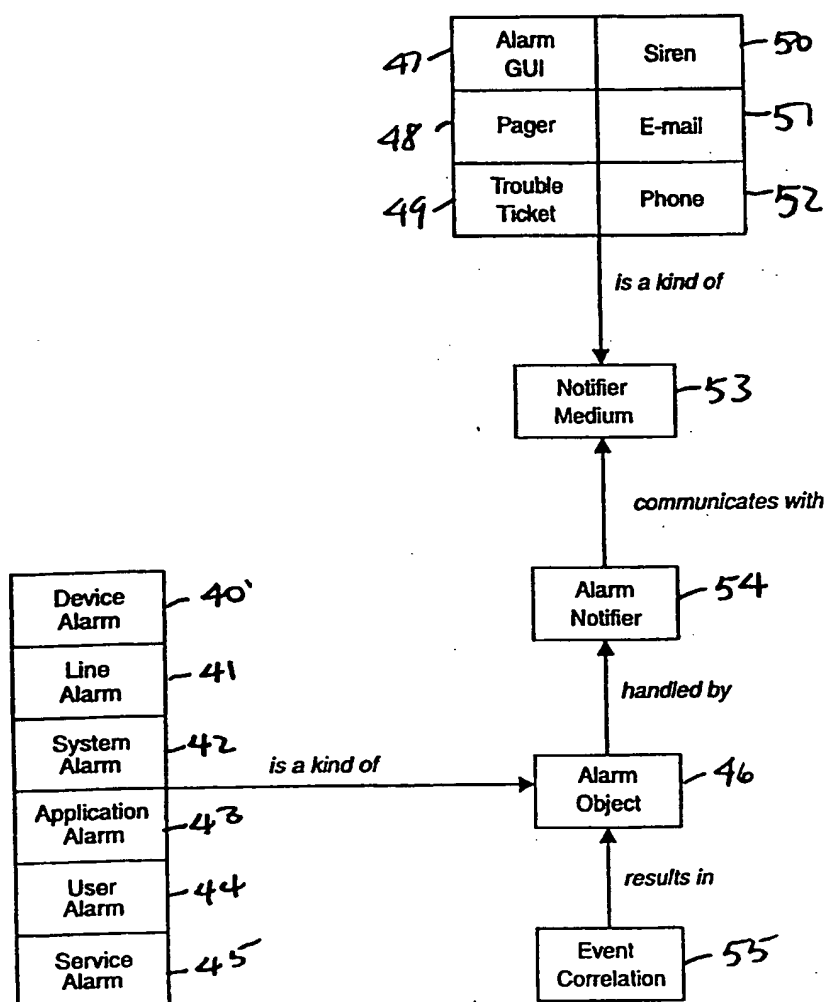 47
Alarm
GUI
Siren
50
48
Pager
E-mail
51
49
Trouble
Ticket
Phone
52
is a kind of
Notifier
Medium
53
communicates with
Alarm
Notifier
54
handled by
Device
Alarm
40
Line
Alarm
41
System
Alarm
42
is a kind of
Alarm
Object
46
Application
Alarm
43
User
Alarm
44
results in
Service
Alarm
45
Event
Correlation
55